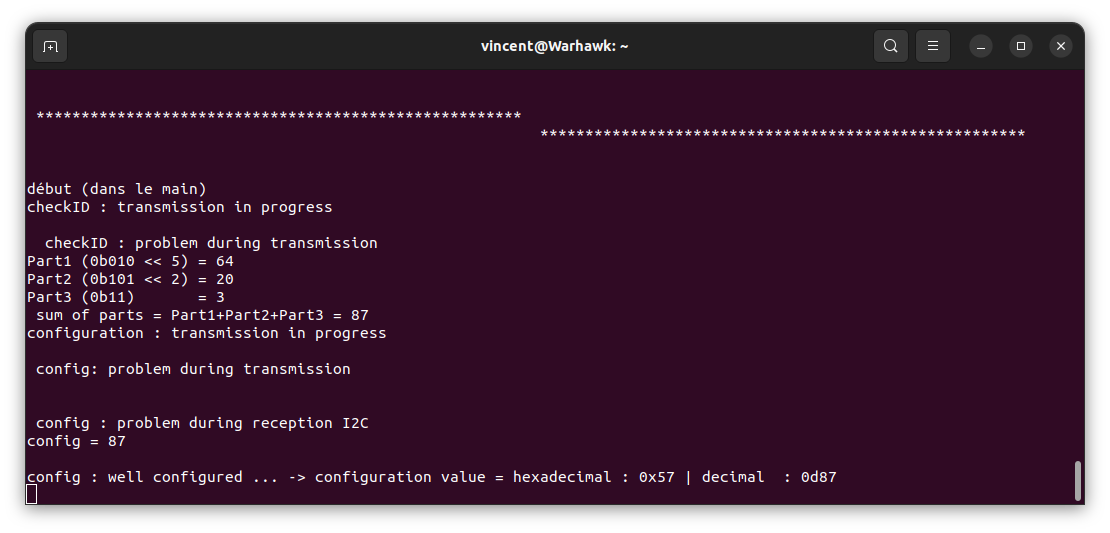 vincent@Warhawk: ~
******************************************************
******************************************************
début (dans le main)
checkID : transmission in progress
checkID : problem during transmission
Part1 (0b010 << 5) = 64
Part2 (0b101 << 2) = 20
Part3 (0b11)       = 3
sum of parts = Part1+Part2+Part3 = 87
configuration : transmission in progress
config: problem during transmission
config : problem during reception I2C
config = 87
config : well configured ... -> configuration value = hexadecimal : 0x57 | decimal  : 0d87